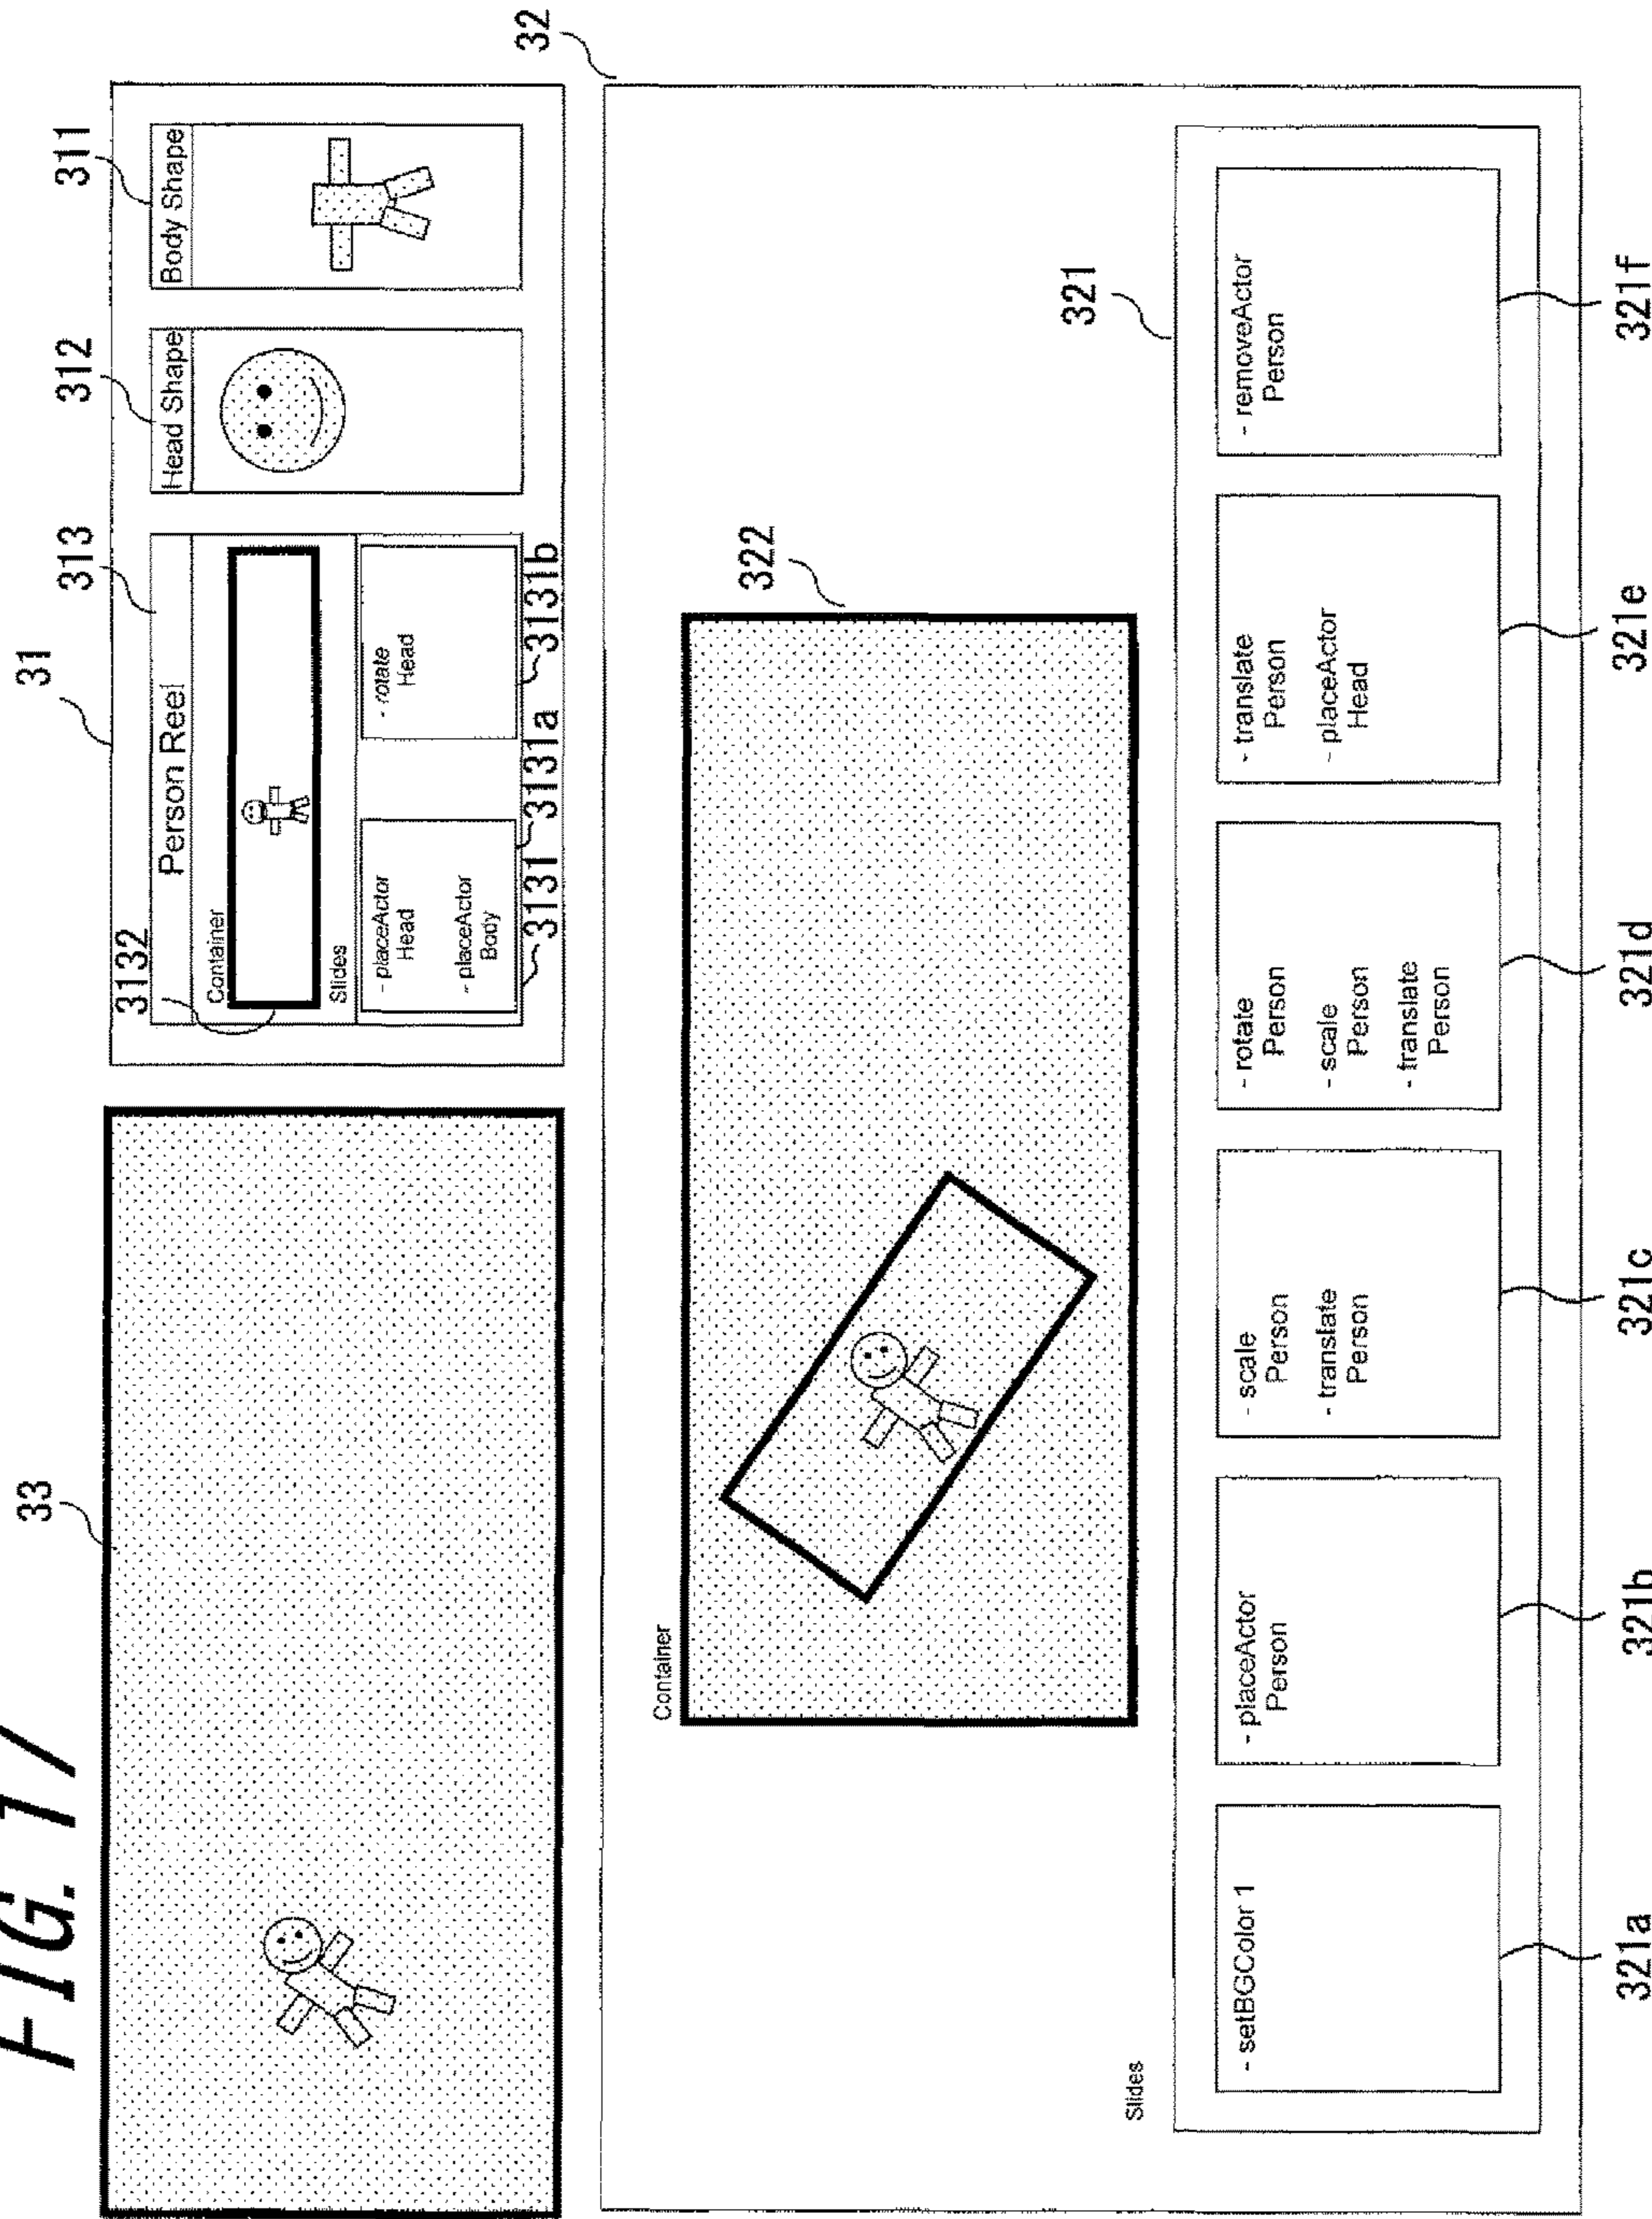 FIG. 17
33
31
313
312
311
3132
Person Reel
Head Shape
Body Shape
Container
Slides
- placeActor
Head
- placeActor
Body
- rotate
Head
3131
3131a
3131b
32
Container
322
Slides
321
- setBGColor 1
- placeActor
Person
- scale
Person
- translate
Person
- rotate
Person
- scale
Person
- translate
Person
- translate
Person
- placeActor
Head
- removeActor
Person
321a
321b
321c
321d
321e
321f